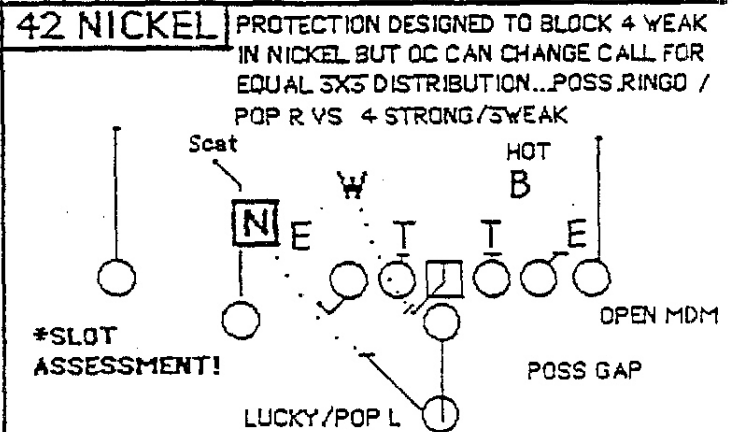 42 NICKEL
PROTECTION DESIGNED TO BLOCK 4 WEAK
IN NICKEL BUT OC CAN CHANGE CALL FOR
EQUAL 3X3 DISTRIBUTION...POSS.RINGO /
POP R VS 4 STRONG/3WEAK
Scat
HOT
W
B
N
E
T
T
E
OPEN MDM
*SLOT
ASSESSMENT!
POSS GAP
LUCKY/POP L